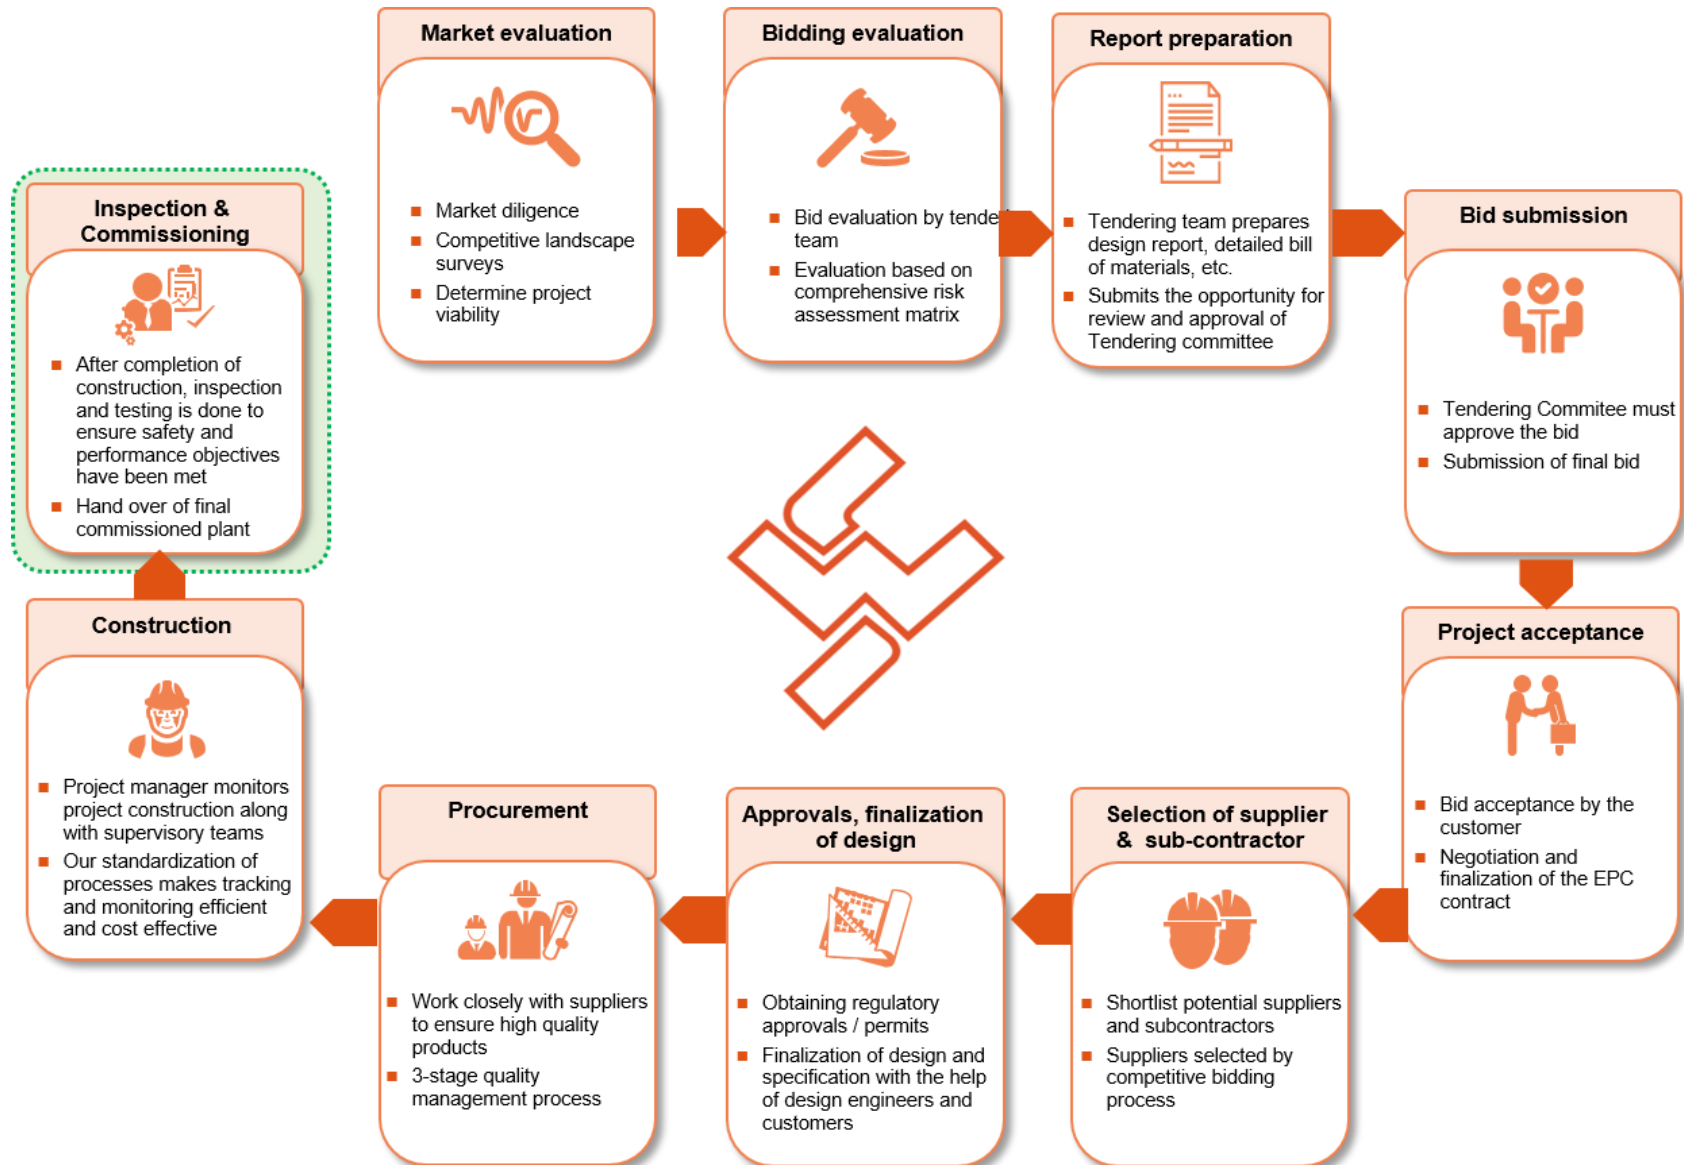 Market evaluation
Market diligence
Competitive landscape
surveys
Determine project
viability
Bidding evaluation
Bid evaluation by tender
team
Evaluation based on
comprehensive risk
assessment matrix
Report preparation
Tendering team prepares
design report, detailed bill
of materials, etc.
Submits the opportunity for
review and approval of
Tendering committee
Bid submission
Tendering Commitee must
approve the bid
Submission of final bid
Project acceptance
Bid acceptance by the
customer
Negotiation and
finalization of the EPC
contract
Selection of supplier
& sub-contractor
Shortlist potential suppliers
and subcontractors
Suppliers selected by
competitive bidding
process
Approvals, finalization
of design
Obtaining regulatory
approvals / permits
Finalization of design and
specification with the help
of design engineers and
customers
Procurement
Work closely with suppliers
to ensure high quality
products
3-stage quality
management process
Construction
Project manager monitors
project construction along
with supervisory teams
Our standardization of
processes makes tracking
and monitoring efficient
and cost effective
Inspection &
Commissioning
After completion of
construction, inspection
and testing is done to
ensure safety and
performance objectives
have been met
Hand over of final
commissioned plant